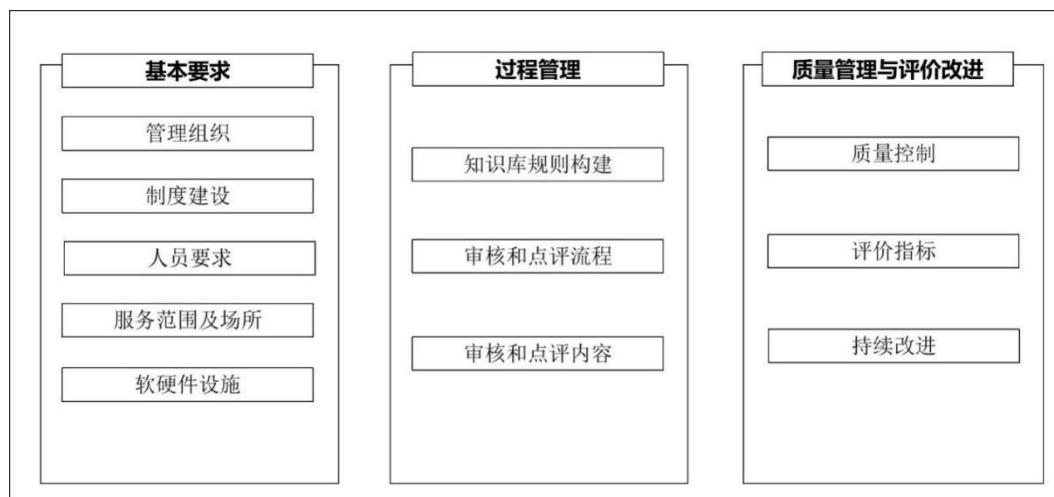 基本要求
管理组织
制度建设
人员要求
服务范围及场所
软硬件设施
过程管理
知识库规则构建
审核和点评流程
审核和点评内容
质量管理与评价改进
质量控制
评价指标
持续改进